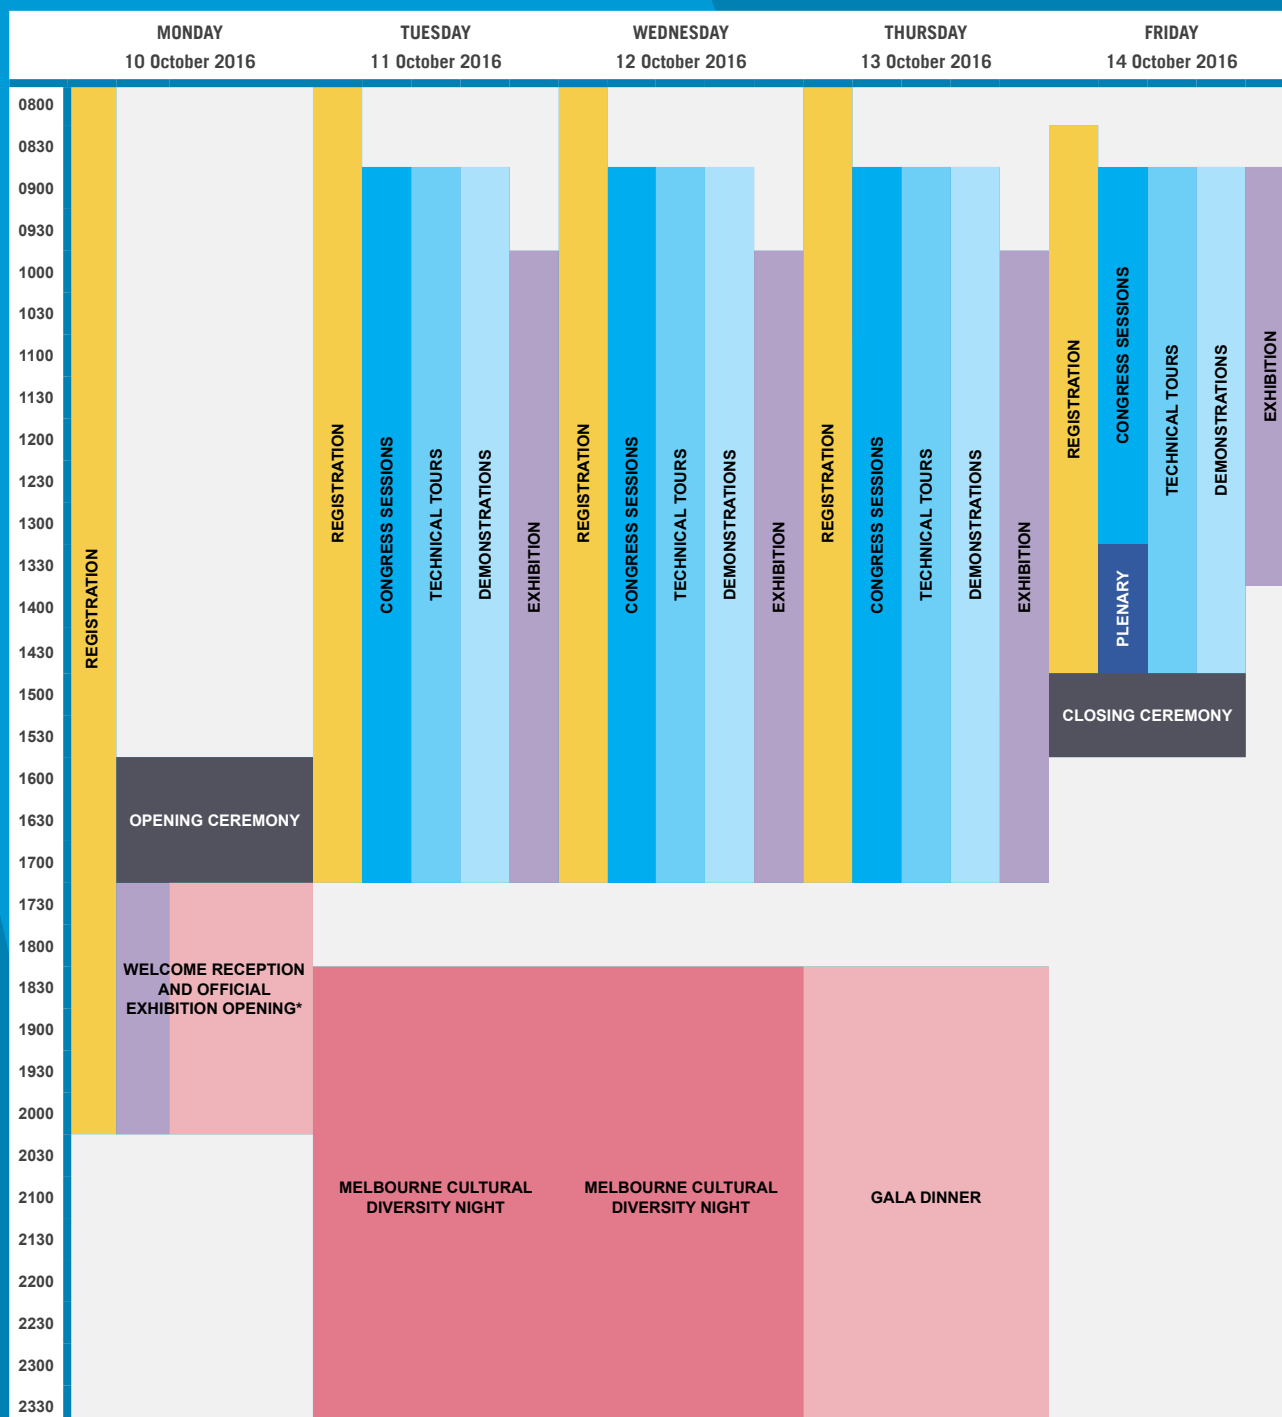 MONDAY
10 October 2016
TUESDAY
11 October 2016
WEDNESDAY
12 October 2016
THURSDAY
13 October 2016
FRIDAY
14 October 2016
0800
0830
0900
0930
1000
1030
1100
1130
1200
1230
1300
1330
1400
1430
1500
1530
1600
1630
1700
1730
1800
1830
1900
1930
2000
2030
2100
2130
2200
2230
2300
2330
REGISTRATION
OPENING CEREMONY
WELCOME RECEPTION
AND OFFICIAL
EXHIBITION OPENING*
REGISTRATION
CONGRESS SESSIONS
TECHNICAL TOURS
DEMONSTRATIONS
EXHIBITION
MELBOURNE CULTURAL
DIVERSITY NIGHT
REGISTRATION
CONGRESS SESSIONS
TECHNICAL TOURS
DEMONSTRATIONS
EXHIBITION
MELBOURNE CULTURAL
DIVERSITY NIGHT
REGISTRATION
CONGRESS SESSIONS
TECHNICAL TOURS
DEMONSTRATIONS
EXHIBITION
GALA DINNER
REGISTRATION
CONGRESS SESSIONS
PLENARY
TECHNICAL TOURS
DEMONSTRATIONS
EXHIBITION
CLOSING CEREMONY